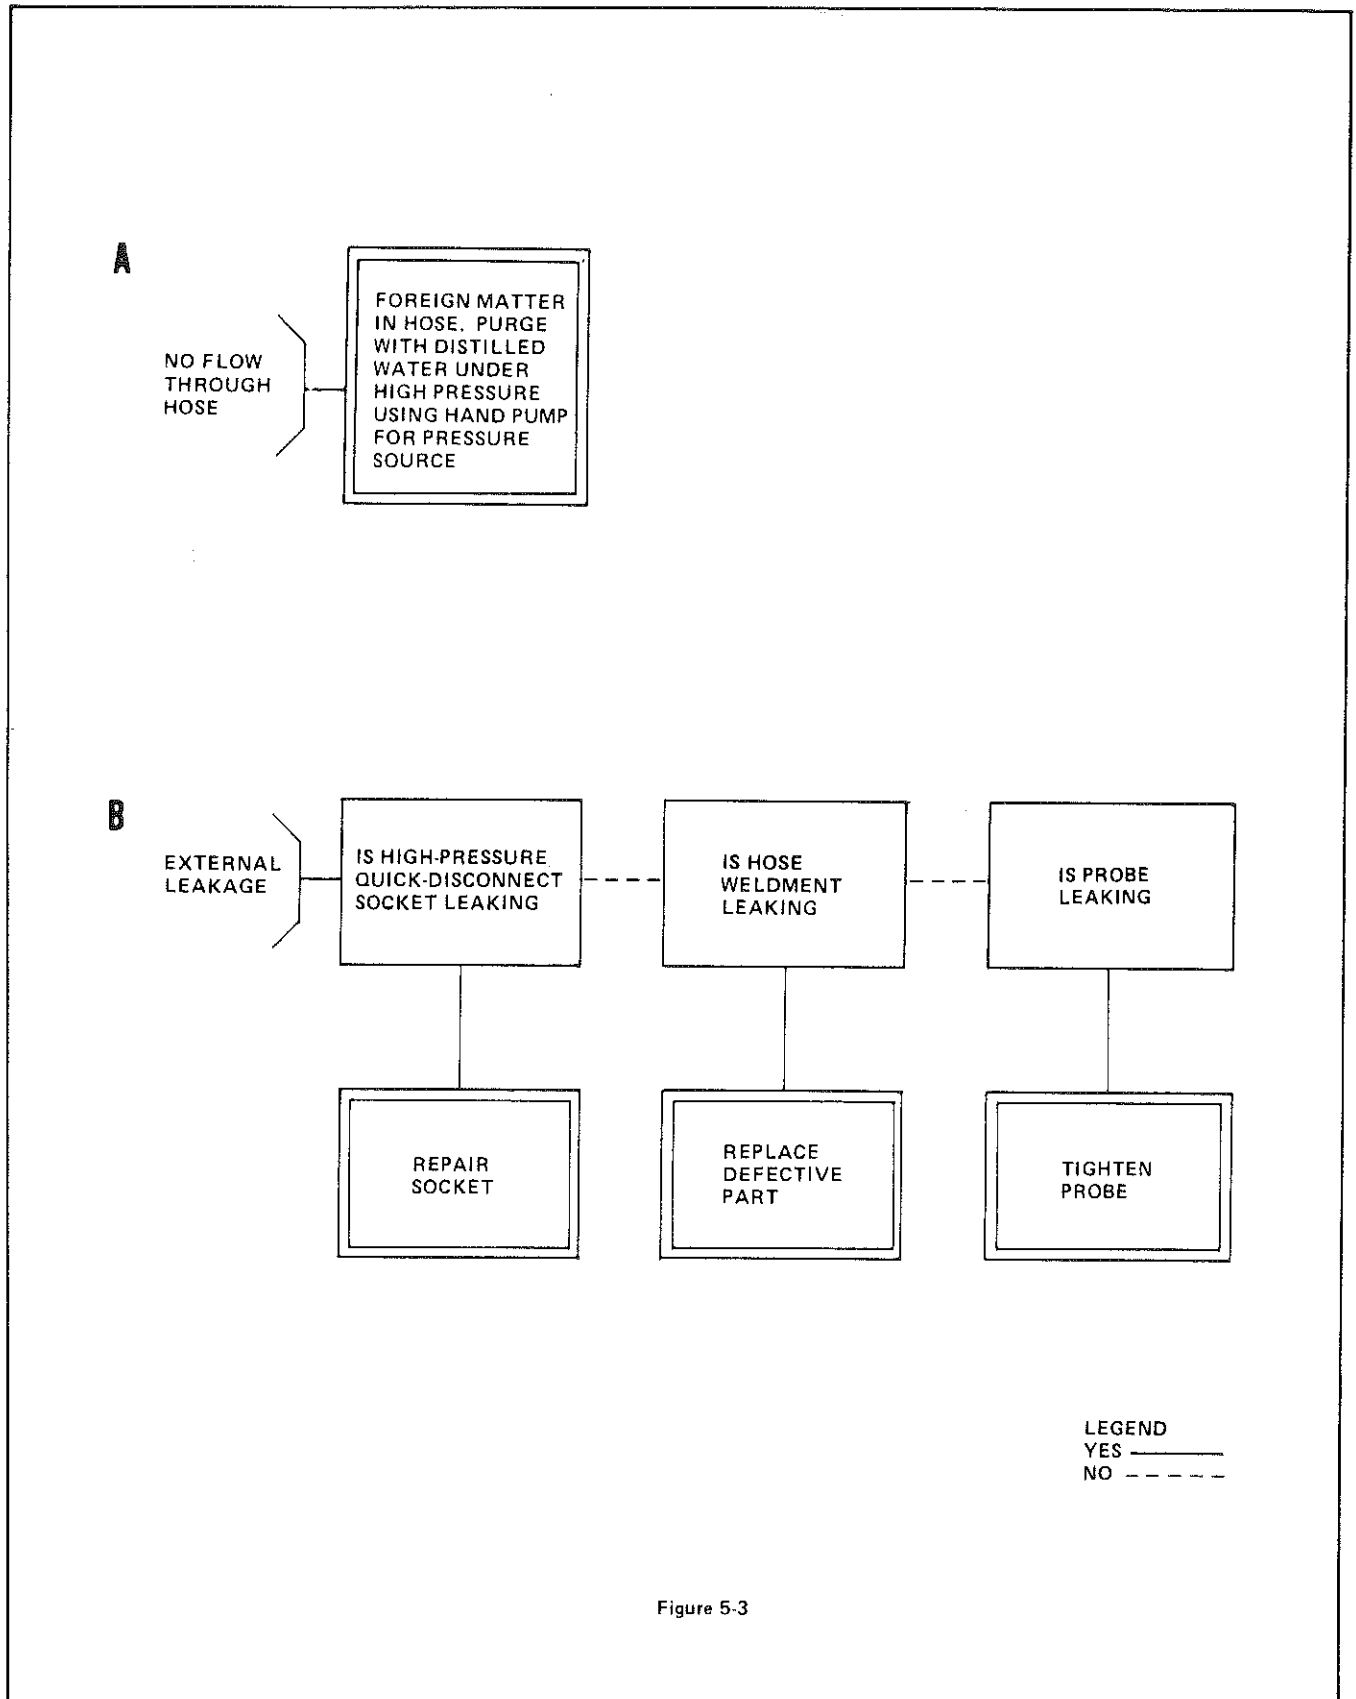 A
NO FLOW
THROUGH
HOSE
FOREIGN MATTER
IN HOSE. PURGE
WITH DISTILLED
WATER UNDER
HIGH PRESSURE
USING HAND PUMP
FOR PRESSURE
SOURCE
B
EXTERNAL
LEAKAGE
IS HIGH-PRESSURE
QUICK-DISCONNECT
SOCKET LEAKING
IS HOSE
WELDMENT
LEAKING
IS PROBE
LEAKING
REPAIR
SOCKET
REPLACE
DEFECTIVE
PART
TIGHTEN
PROBE
LEGEND
YES
NO
Figure 5-3